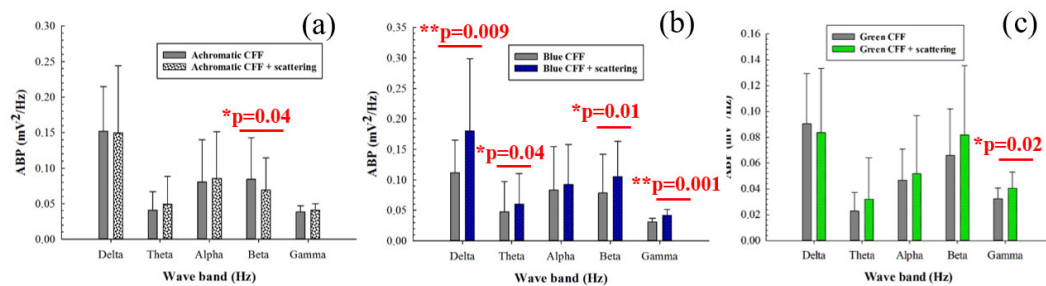 (a)
Achromatic CFF
Achromatic CFF + scattering
*p=0.04
ABP (mV²/Hz)
0.30
0.25
0.20
0.15
0.10
0.05
0.00
Delta Theta Alpha Beta Gamma
Wave band (Hz)
(b)
**p=0.009
Blue CFF
Blue CFF + scattering
*p=0.01
*p=0.04
**p=0.001
ABP (mV²/Hz)
0.35
0.30
0.25
0.20
0.15
0.10
0.05
0.00
Delta Theta Alpha Beta Gamma
Wave band (Hz)
(c)
Green CFF
Green CFF + scattering
*p=0.02
0.16
0.14
0.12
0.10
0.08
0.06
0.04
0.02
0.00
Delta Theta Alpha Beta Gamma
Wave band (Hz)